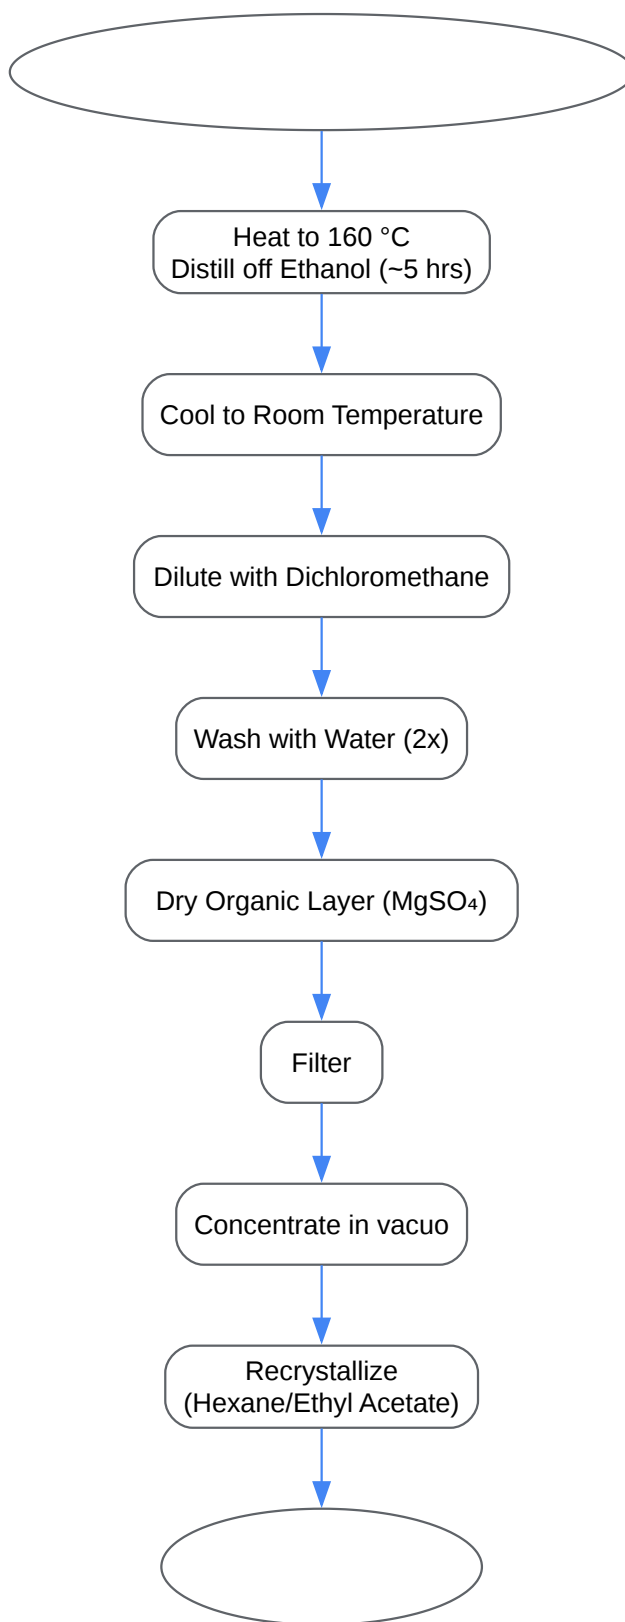 Heat to 160 °C
Distill off Ethanol (~5 hrs)
Cool to Room Temperature
Dilute with Dichloromethane
Wash with Water (2x)
Dry Organic Layer (MgSO₄)
Filter
Concentrate in vacuo
Recrystallize
(Hexane/Ethyl Acetate)